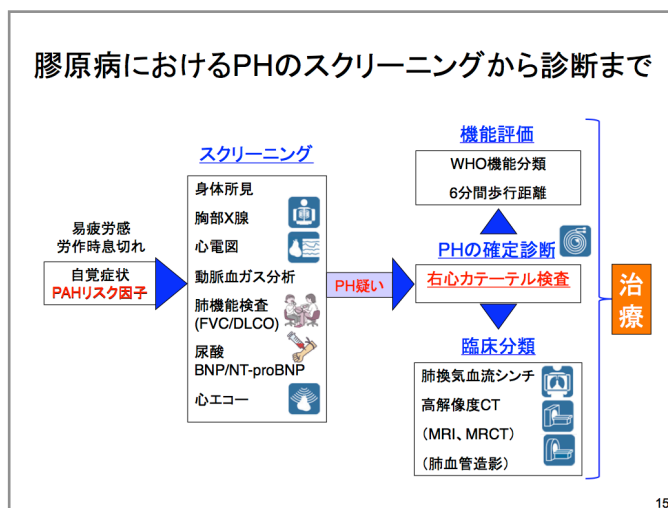 膠原病におけるPHのスクリーニングから診断まで
易疲労感
労作時息切れ
自覚症状
PAHリスク因子
スクリーニング
身体所見
胸部X腺
心電図
動脈血ガス分析
肺機能検査
(FVC/DLCO)
尿酸
BNP/NT-proBNP
心エコー
PH疑い
機能評価
WHO機能分類
6分間歩行距離
PHの確定診断
右心カテーテル検査
臨床分類
肺換気血流シンチ
高解像度CT
(MRI、MRCT)
(肺血管造影)
治
療
15